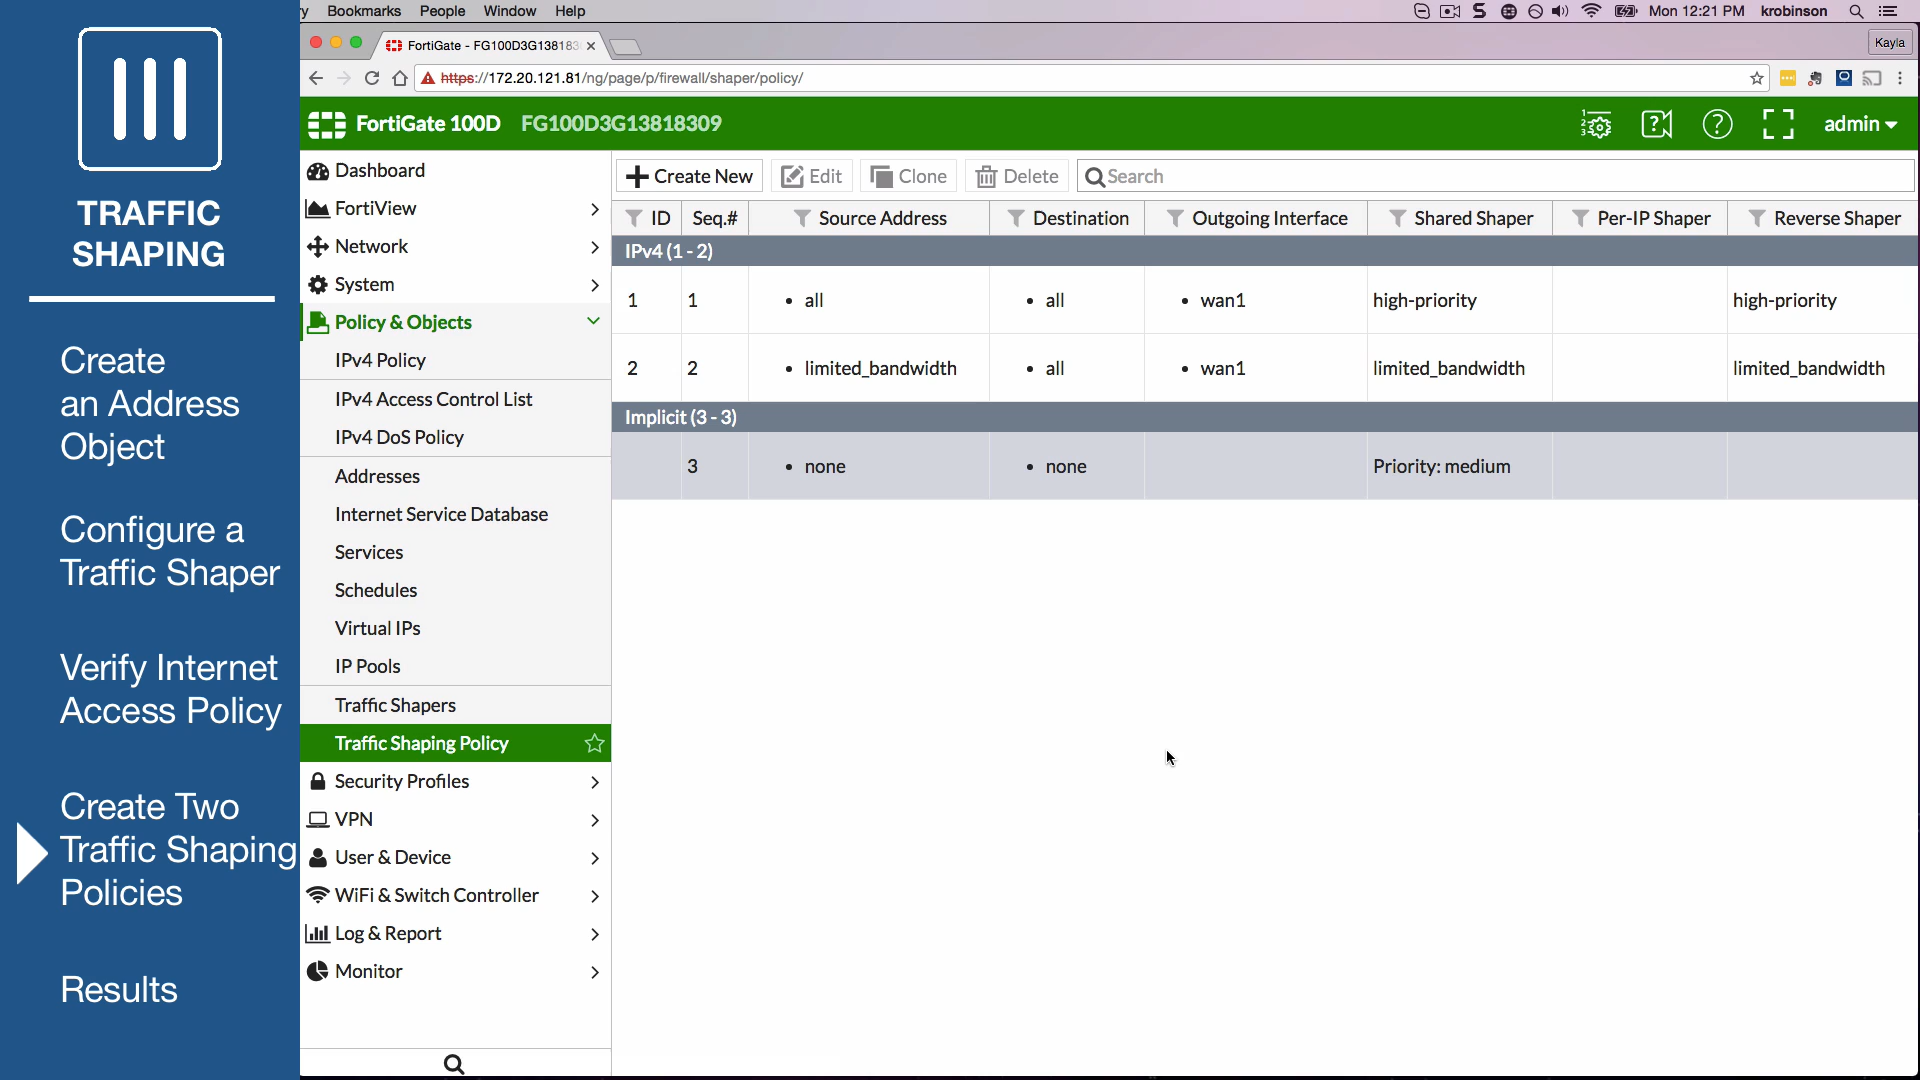 TRAFFIC
SHAPING
Create
an Address
Object
Configure a
Traffic Shaper
Verify Internet
Access Policy
Create Two
Traffic Shaping
Policies
Results
y Bookmarks People Window Help
Mon 12:21 PM krobinson
FortiGate - FG100D3G138183
Kayla
https://172.20.121.81/ng/page/p/firewall/shaper/policy/
FortiGate 100D FG100D3G13818309
admin
Dashboard
FortiView
Network
System
Policy & Objects
IPv4 Policy
IPv4 Access Control List
IPv4 DoS Policy
Addresses
Internet Service Database
Services
Schedules
Virtual IPs
IP Pools
Traffic Shapers
Traffic Shaping Policy
Security Profiles
VPN
User & Device
WiFi & Switch Controller
Log & Report
Monitor
Create New Edit Clone Delete Search
ID Seq.# Source Address Destination Outgoing Interface Shared Shaper Per-IP Shaper Reverse Shaper
IPv4 (1 - 2)
1 1 • all • all • wan1 high-priority high-priority
2 2 • limited_bandwidth • all • wan1 limited_bandwidth limited_bandwidth
Implicit (3 - 3)
3 • none • none Priority: medium